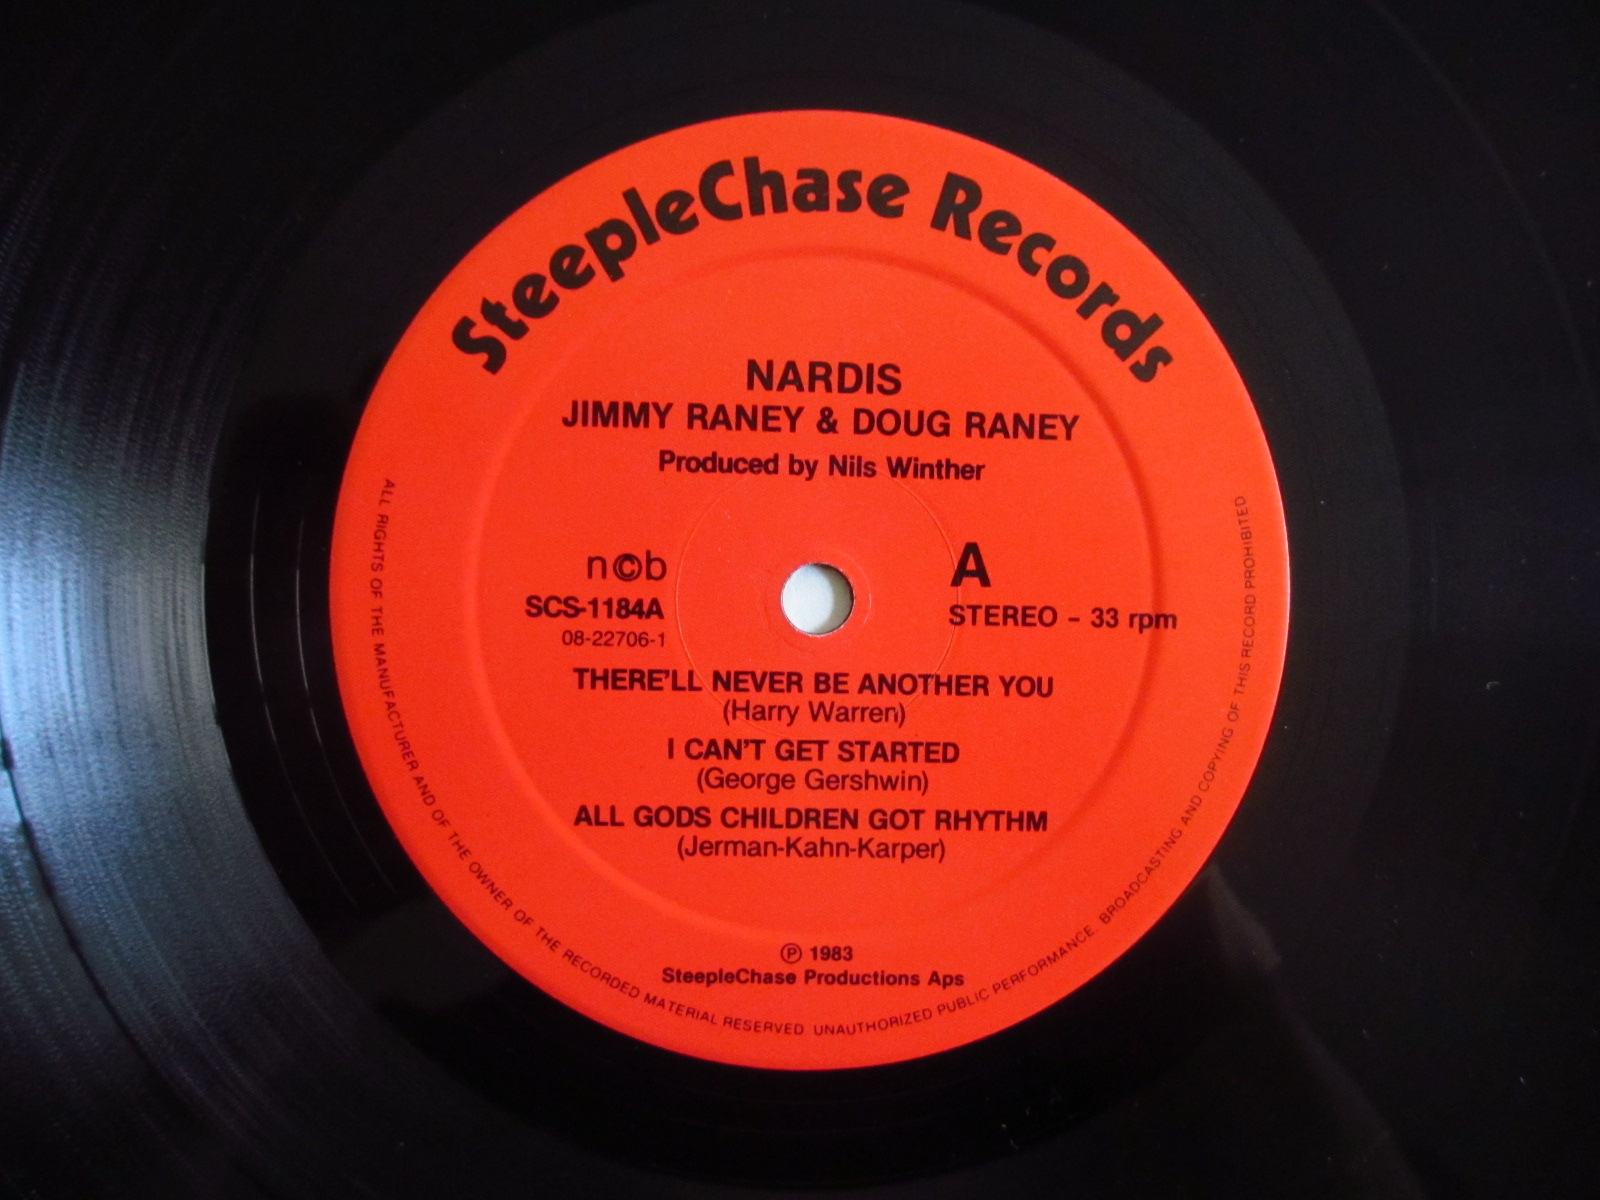 SteepleChase Records
NARDIS
JIMMY RANEY & DOUG RANEY
Produced by Nils Winther
n©b
SCS-1184A
08-22706-1
A
STEREO - 33 rpm
THERE'LL NEVER BE ANOTHER YOU
(Harry Warren)
I CAN'T GET STARTED
(George Gershwin)
ALL GODS CHILDREN GOT RHYTHM
(Jerman-Kahn-Karper)
℗ 1983
SteepleChase Productions Aps
ALL RIGHTS OF THE MANUFACTURER AND OF THE OWNER OF THE RECORDED MATERIAL RESERVED UNAUTHORIZED PUBLIC PERFORMANCE. BROADCASTING AND COPYING OF THIS RECORD PROHIBITED